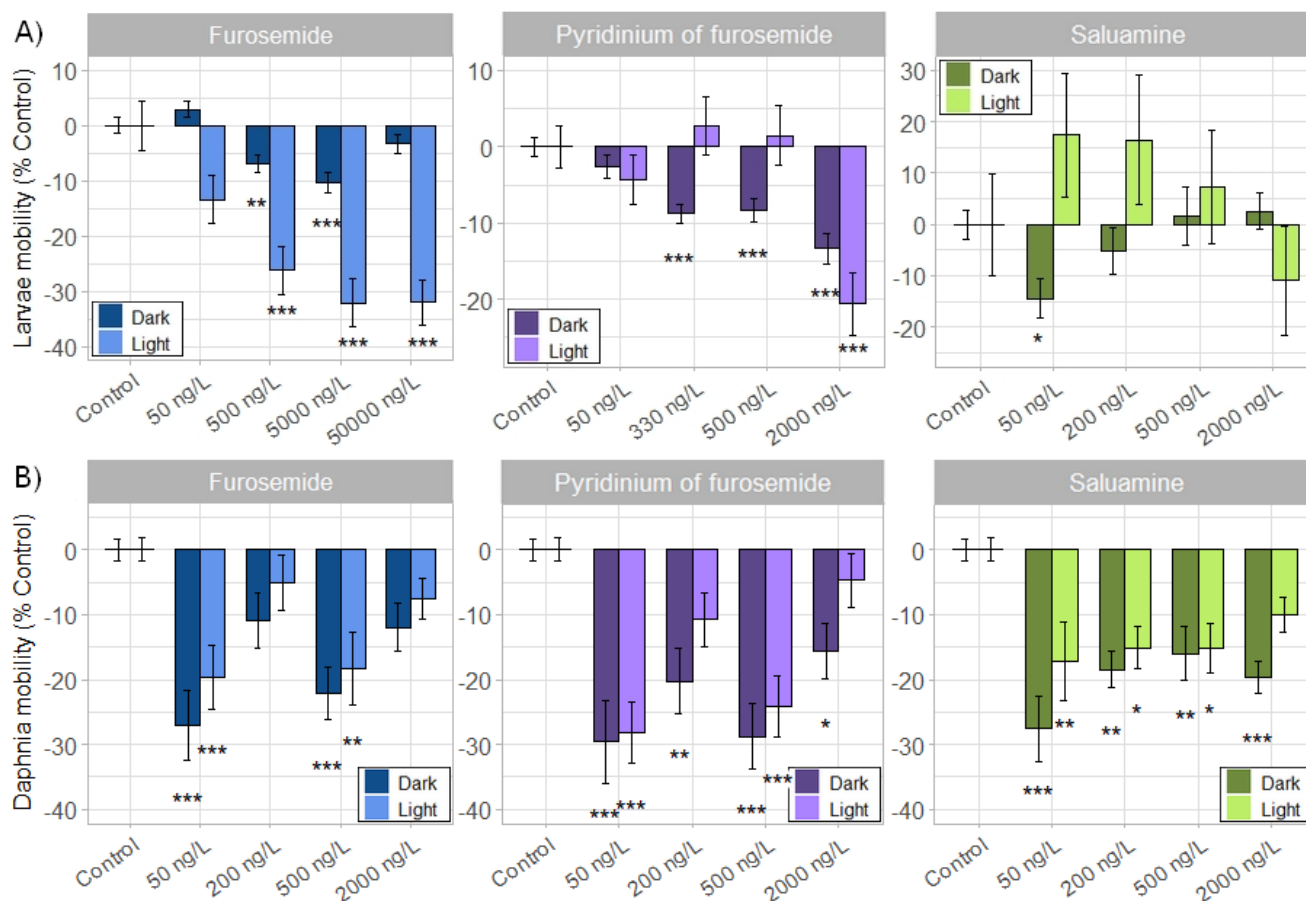 A)
Furosemide
Pyridinium of furosemide
Saluamine
Larvae mobility (% Control)
10
0
-10
-20
-30
-40
**
***
***
***
***
Dark
Light
Control
50 ng/L
500 ng/L
5000 ng/L
50000 ng/L
10
0
-10
-20
***
***
***
***
Dark
Light
Control
50 ng/L
330 ng/L
500 ng/L
2000 ng/L
30
20
10
0
-10
-20
Dark
Light
*
Control
50 ng/L
200 ng/L
500 ng/L
2000 ng/L
B)
Furosemide
Pyridinium of furosemide
Saluamine
Daphnia mobility (% Control)
0
-10
-20
-30
-40
***
***
***
**
Dark
Light
Control
50 ng/L
200 ng/L
500 ng/L
2000 ng/L
0
-10
-20
-30
-40
***
***
**
***
***
*
Dark
Light
Control
50 ng/L
200 ng/L
500 ng/L
2000 ng/L
0
-10
-20
-30
-40
***
**
**
*
**
*
***
Dark
Light
Control
50 ng/L
200 ng/L
500 ng/L
2000 ng/L